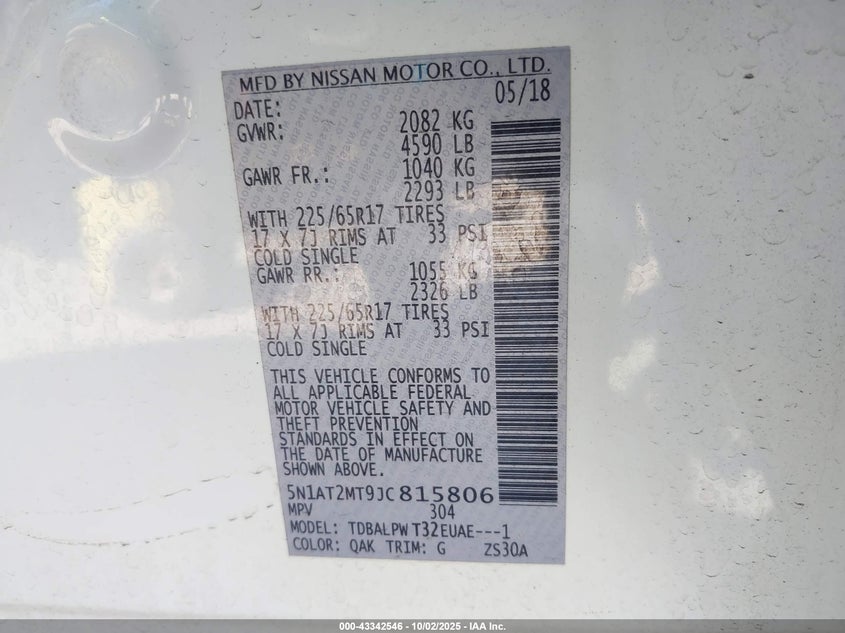 MFD BY NISSAN MOTOR CO., LTD.
DATE: 05/18
GVWR: 2082 KG
4590 LB
GAWR FR.: 1040 KG
2293 LB
WITH 225/65R17 TIRES
17 X 7J RIMS AT 33 PSI
COLD SINGLE
GAWR RR.: 1055 KG
2326 LB
WITH 225/65R17 TIRES
17 X 7J RIMS AT 33 PSI
COLD SINGLE
THIS VEHICLE CONFORMS TO
ALL APPLICABLE FEDERAL
MOTOR VEHICLE SAFETY AND
THEFT PREVENTION
STANDARDS IN EFFECT ON
THE DATE OF MANUFACTURE
SHOWN ABOVE.
5N1AT2MT9JC815806
MPV 304
MODEL: TDBALPW T32EUAE---1
COLOR: QAK TRIM: G ZS30A
000-43342546 - 10/02/2025 - IAA Inc.